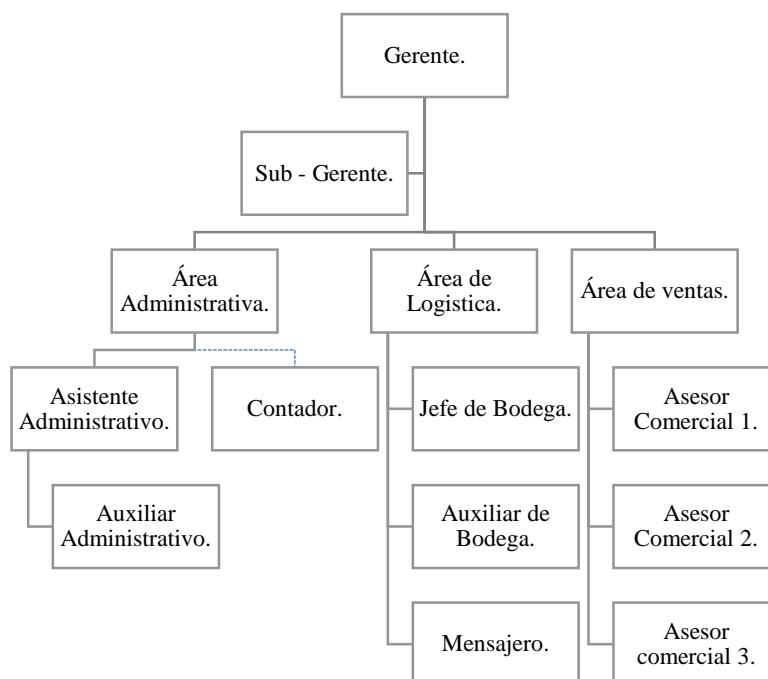 Gerente.
Sub - Gerente.
Área
Administrativa.
Área de
Logistica.
Área de ventas.
Asistente
Administrativo.
Contador.
Jefe de Bodega.
Asesor
Comercial 1.
Auxiliar
Administrativo.
Auxiliar de
Bodega.
Asesor
Comercial 2.
Mensajero.
Asesor
comercial 3.